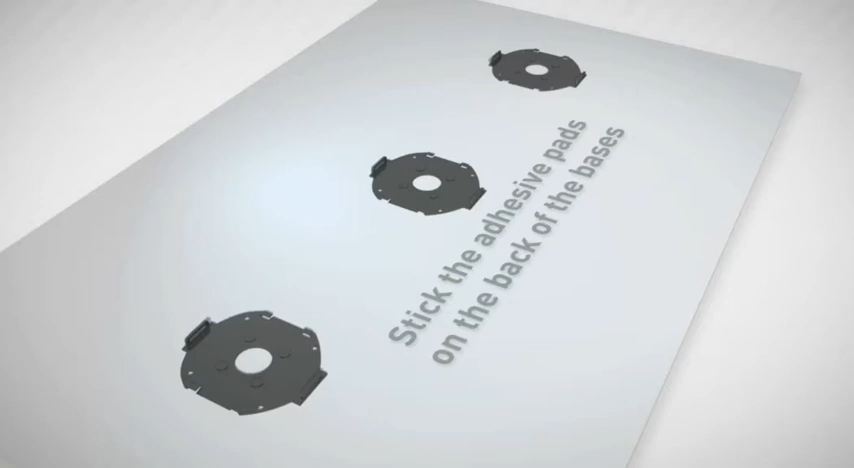 Stick the adhesive pads
on the back of the bases